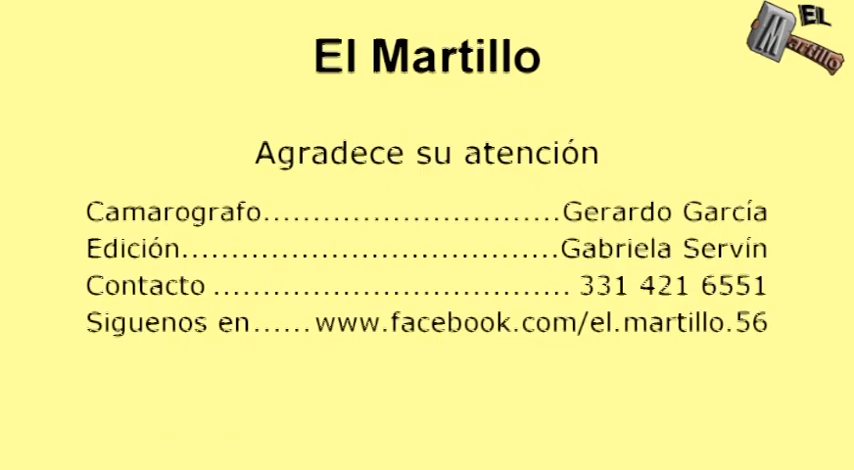 EL
Martillo
El Martillo
Agradece su atención
Camarografo..............................Gerardo García
Edición......................................Gabriela Servín
Contacto .................................... 331 421 6551
Siguenos en......www.facebook.com/el.martillo.56